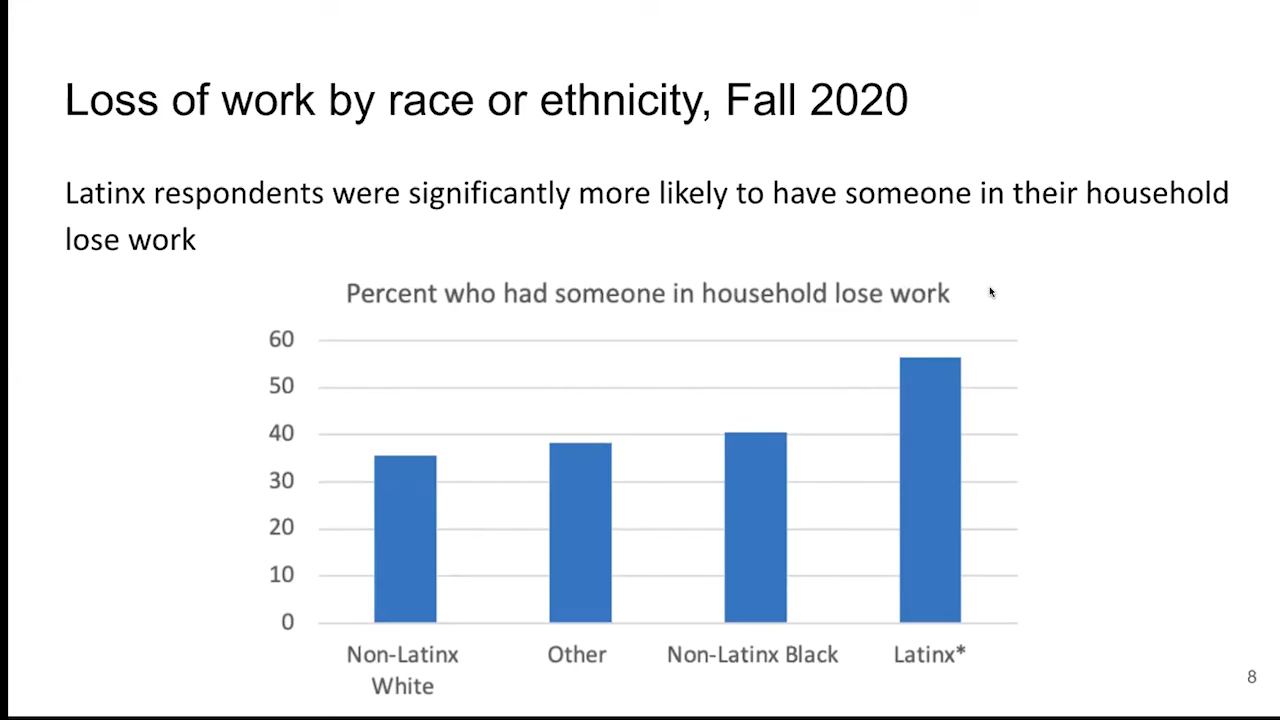 Loss of work by race or ethnicity, Fall 2020
Latinx respondents were significantly more likely to have someone in their household
lose work
Percent who had someone in household lose work
60
50
40
30
20
10
0
Non-Latinx
White
Other
Non-Latinx Black
Latinx*
8